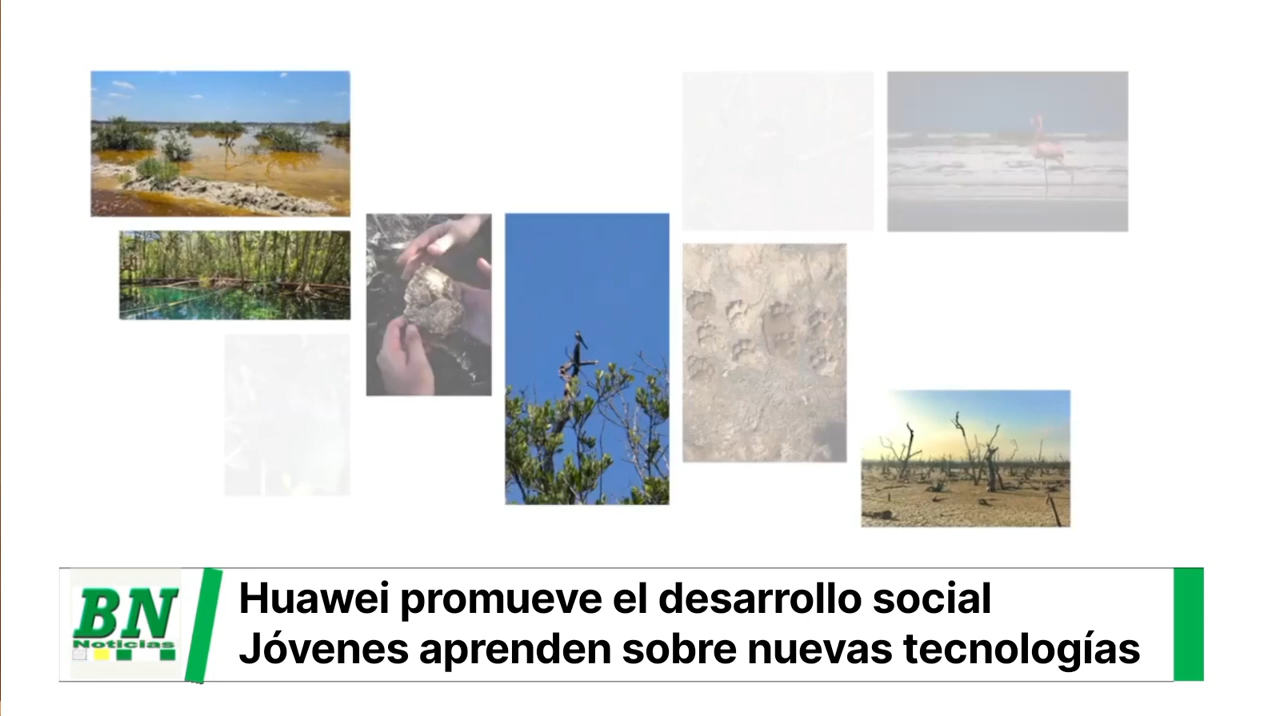 BN
Noticias
Huawei promueve el desarrollo social
Jóvenes aprenden sobre nuevas tecnologías